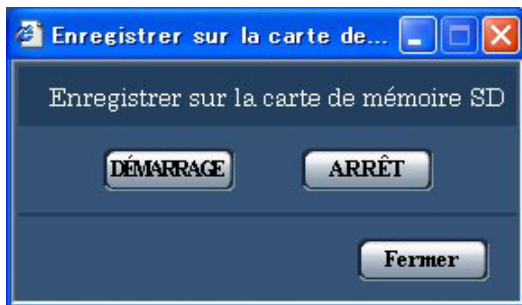 Enregistrer sur la carte de...
Enregistrer sur la carte de mémoire SD
DÉMARRAGE ARRÊT
Fermer